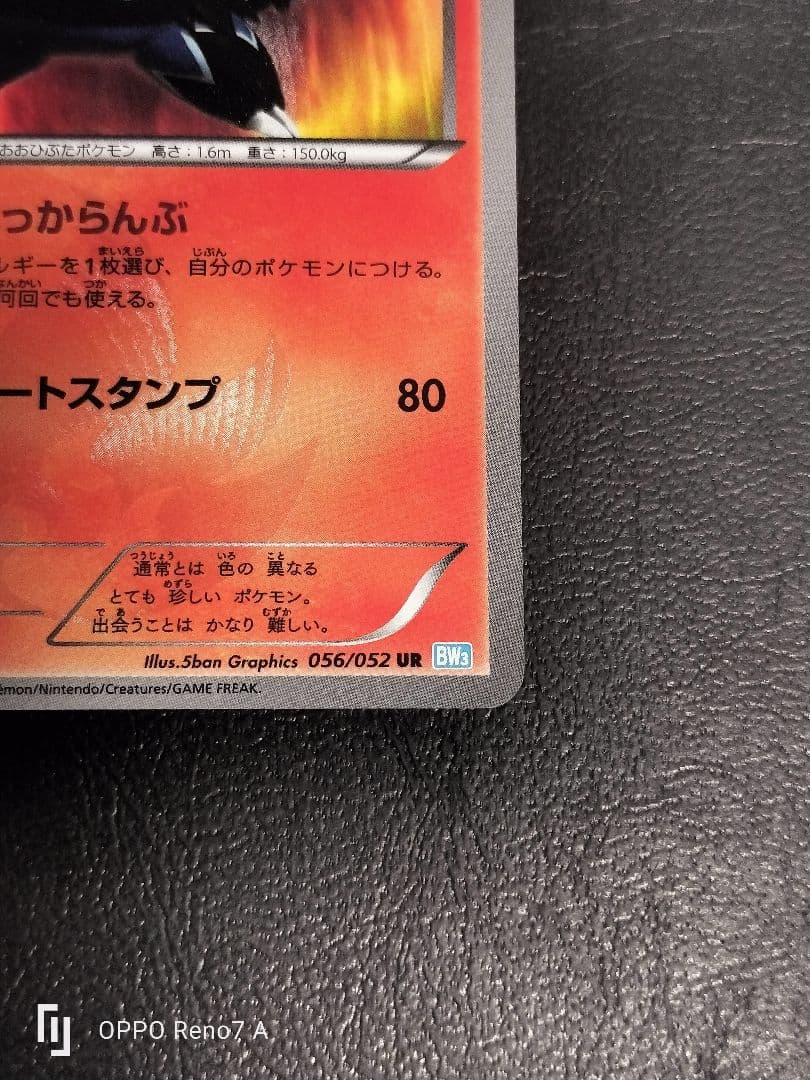 おおひぶたポケモン 高さ：1.6m 重さ：150.0kg
っからんぶ
ルギーを1枚選び、自分のポケモンにつける。
何回でも使える。
ートスタンプ 80
通常とは 色の 異なる
とても 珍しい ポケモン。
出会うことは かなり 難しい。
Illus.5ban Graphics 056/052 UR BW3
émon/Nintendo/Creatures/GAME FREAK.
OPPO Reno7 A